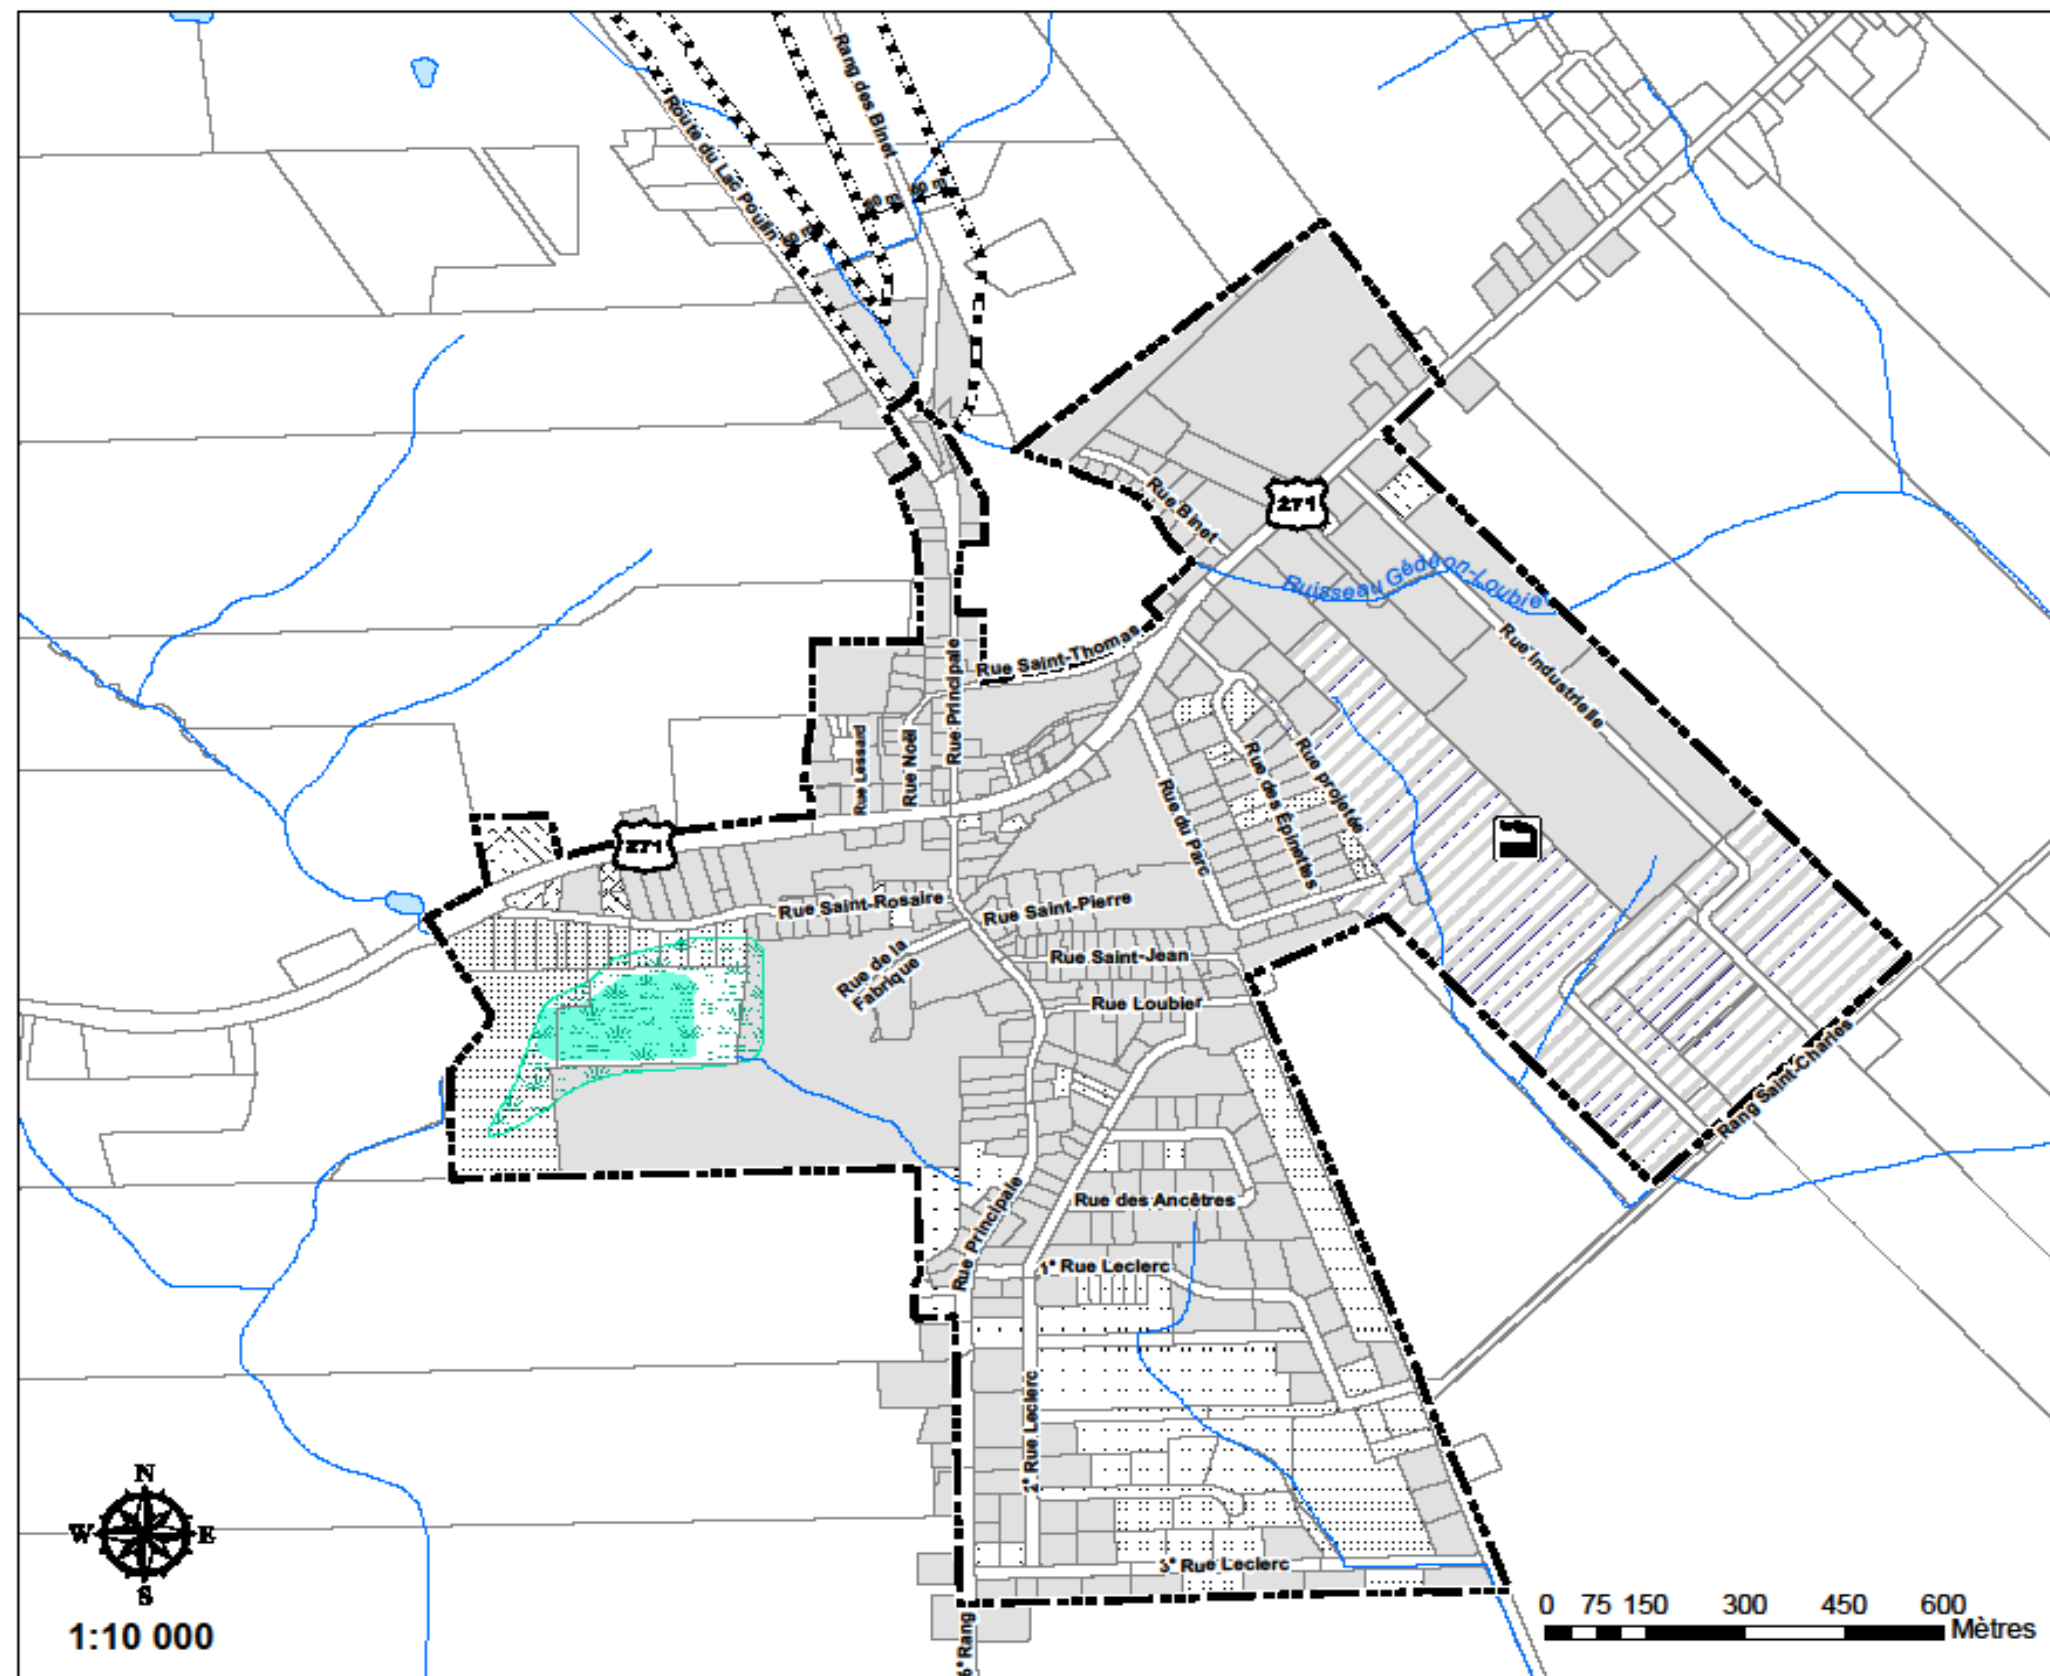 Rang des Binet
Route du Lac Poulin
S E
S E
S E
Rue Binet
271
Ruisseau Gédéon-Loubier
Rue Industrielle
Rue Saint-Thomas
Rue Principale
Rue Lessard
Rue Noël
Rue projetée
Rue des Épinettes
Rue du Parc
271
Rue Saint-Rosaire
Rue Saint-Pierre
Rue de la
Fabrique
Rue Saint-Jean
Rue Loubier
Rang Saint-Charles
Rue des Ancêtres
Rue Principale
1° Rue Leclerc
2° Rue Leclerc
3° Rue Leclerc
6° Rang
N
W E
S
1:10 000
0 75 150 300 450 600
Mètres